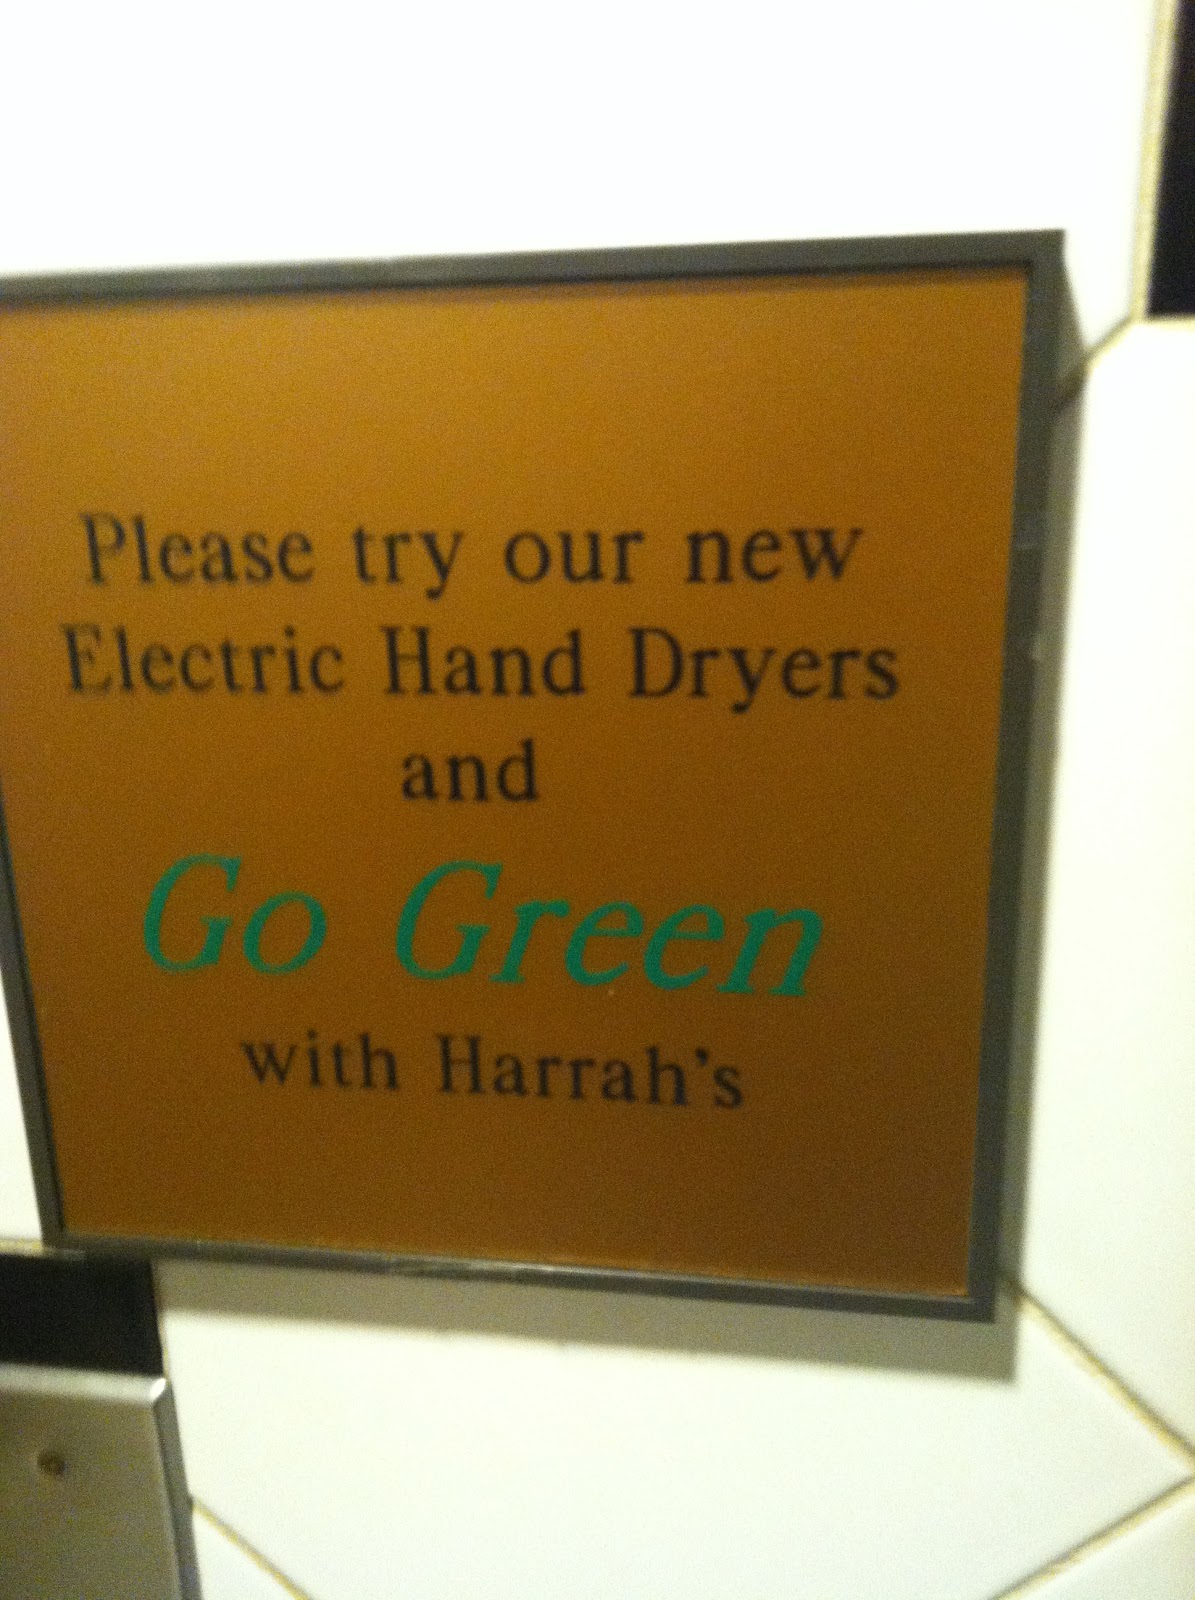 Please try our new
Electric Hand Dryers
and
Go Green
with Harrah's